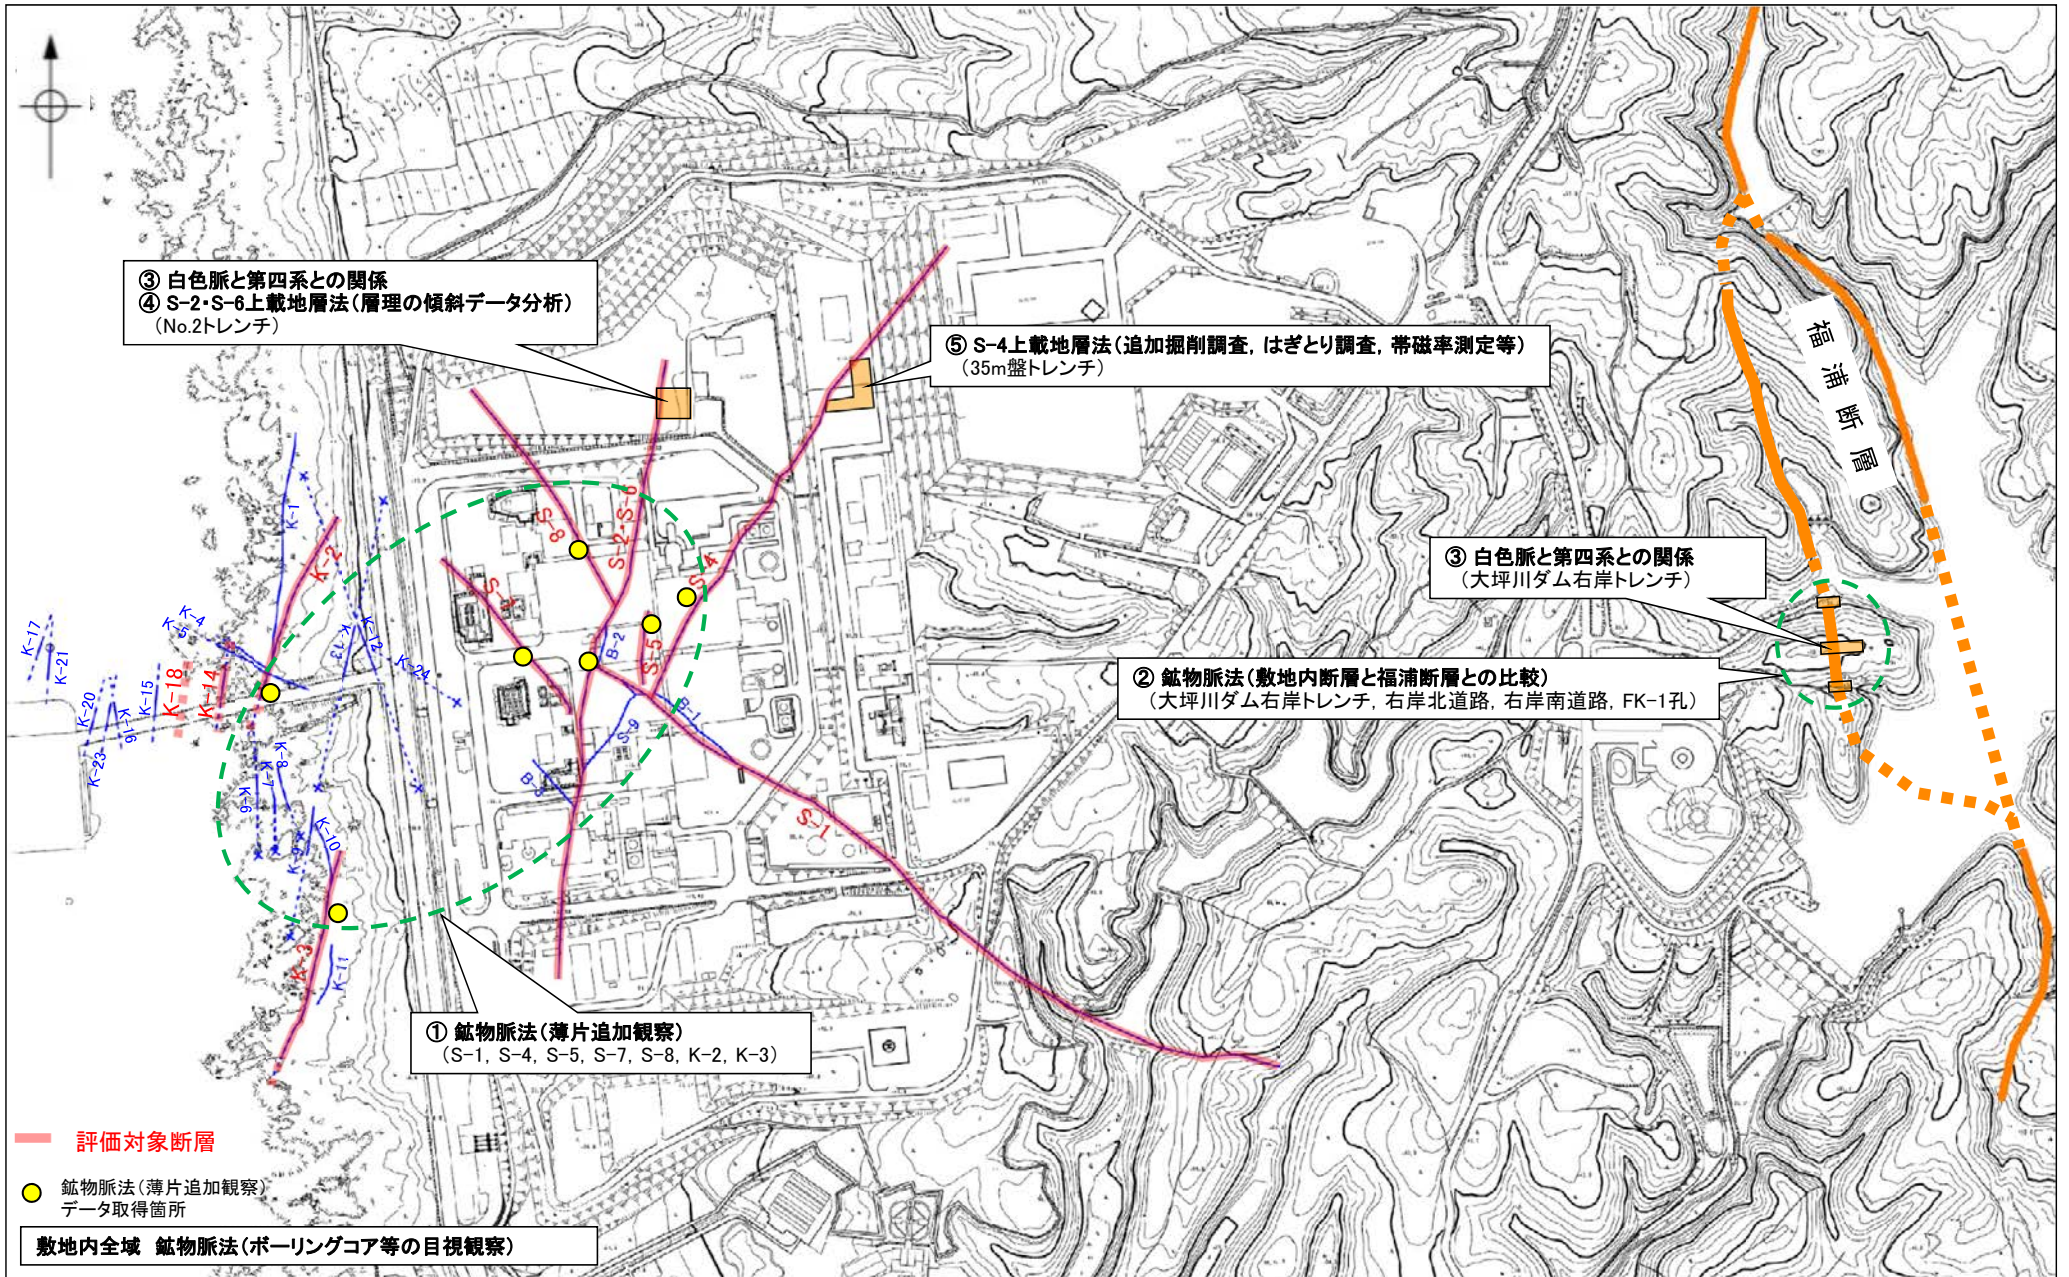 ③ 白色脈と第四系との関係
④ S-2・S-6上載地層法(層理の傾斜データ分析)
(No.2トレンチ)
⑤ S-4上載地層法(追加掘削調査, はぎとり調査, 帯磁率測定等)
(35m盤トレンチ)
福浦断層
③ 白色脈と第四系との関係
(大坪川ダム右岸トレンチ)
② 鉱物脈法(敷地内断層と福浦断層との比較)
(大坪川ダム右岸トレンチ, 右岸北道路, 右岸南道路, FK-1孔)
K-1
K-2
S-8
S-2・S-6
S-4
S-7
K-4
K-5
K-17
K-21
K-13
K-12
K-24
B-2
S-5
K-20
K-16
K-15
K-18
K-14
K-23
B-1
S-9
K-8
K-7
K-6
B-3
S-1
K-10
K-9
K-3
K-11
① 鉱物脈法(薄片追加観察)
(S-1, S-4, S-5, S-7, S-8, K-2, K-3)
評価対象断層
鉱物脈法(薄片追加観察)
データ取得箇所
敷地内全域 鉱物脈法(ボーリングコア等の目視観察)